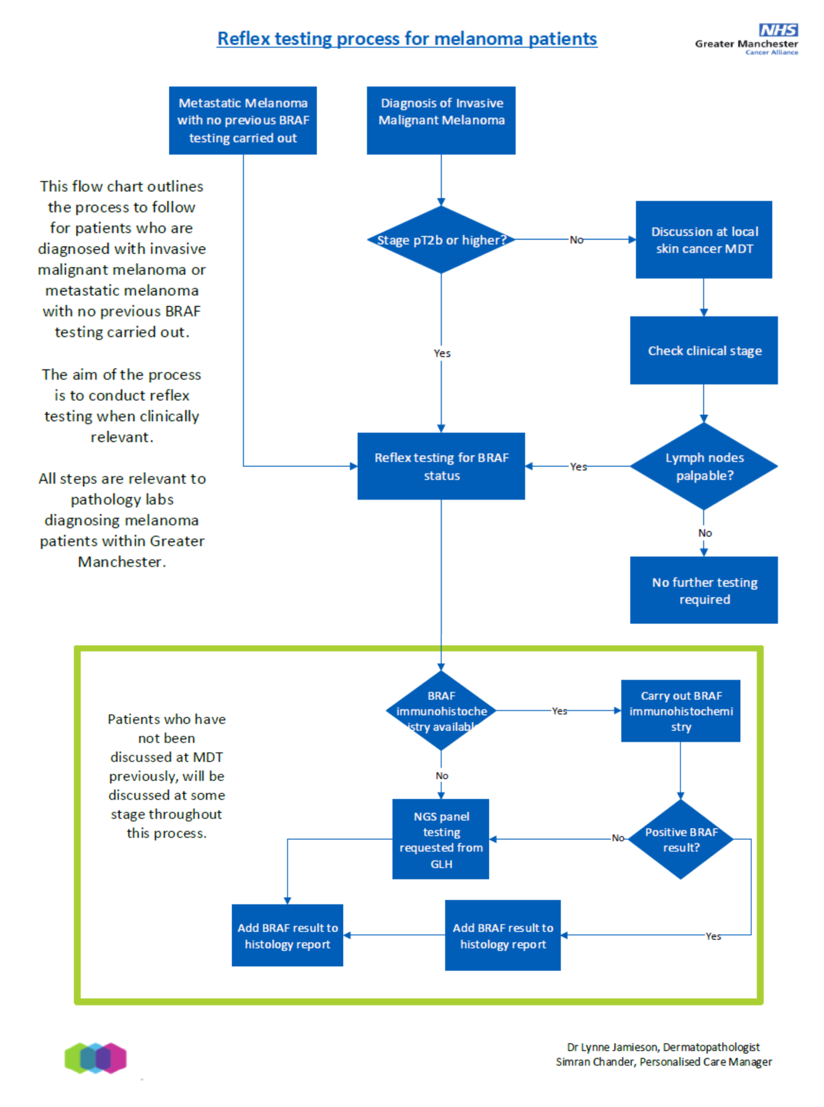 Reflex testing process for melanoma patients
NHS
Greater Manchester
Cancer Alliance
Metastatic Melanoma
with no previous BRAF
testing carried out
Diagnosis of Invasive
Malignant Melanoma
This flow chart outlines
the process to follow
for patients who are
diagnosed with invasive
malignant melanoma or
metastatic melanoma
with no previous BRAF
testing carried out.
The aim of the process
is to conduct reflex
testing when clinically
relevant.
All steps are relevant to
pathology labs
diagnosing melanoma
patients within Greater
Manchester.
Stage pT2b or higher?
No
Discussion at local
skin cancer MDT
Yes
Check clinical stage
Reflex testing for BRAF
status
Yes
Lymph nodes
palpable?
No
No further testing
required
Patients who have
not been
discussed at MDT
previously, will be
discussed at some
stage throughout
this process.
BRAF
immunohistoche
istry availabl
Yes
Carry out BRAF
immunohistochemi
stry
No
NGS panel
testing
requested from
GLH
No
Positive BRAF
result?
Yes
Add BRAF result to
histology report
Add BRAF result to
histology report
Dr Lynne Jamieson, Dermatopathologist
Simran Chander, Personalised Care Manager